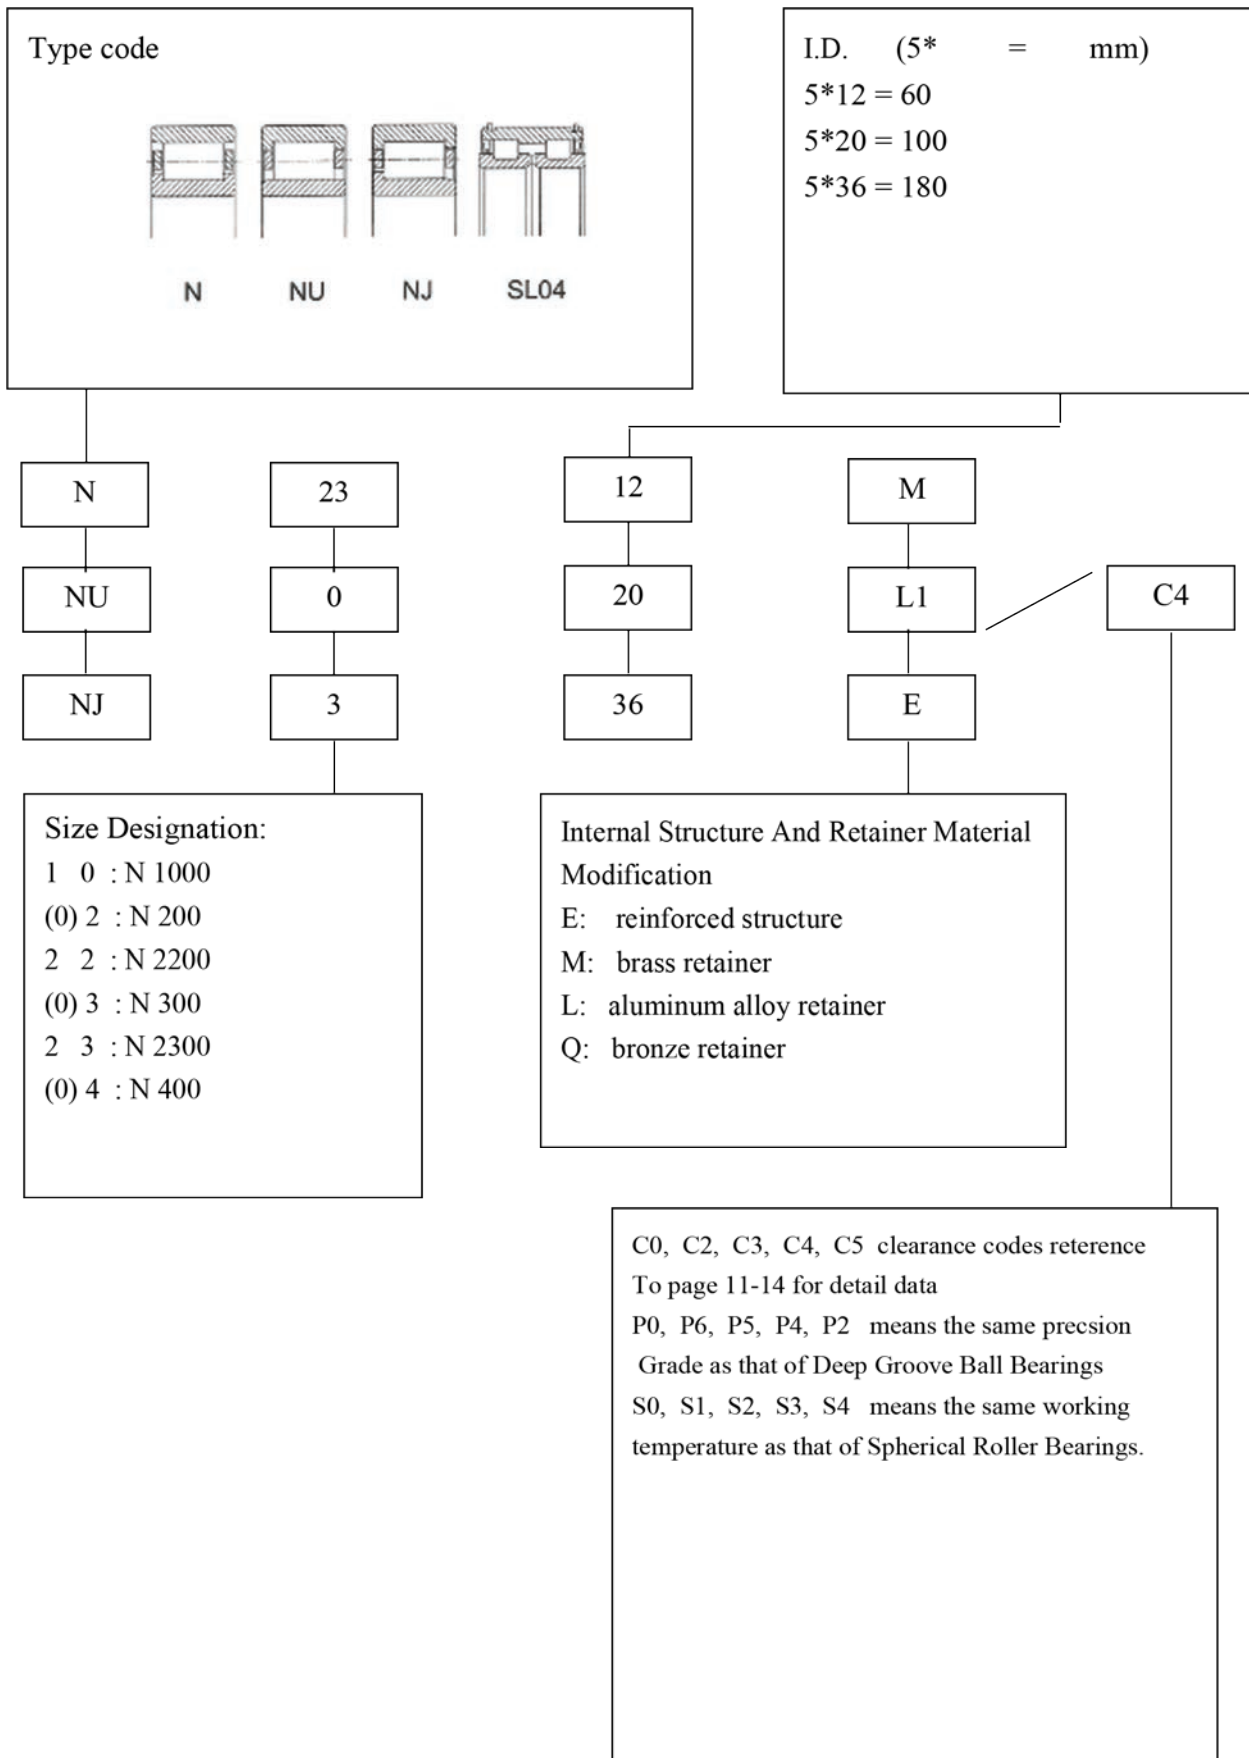 Type code
N NU NJ SL04
I.D. (5* = mm)
5*12 = 60
5*20 = 100
5*36 = 180
N 23 12 M
NU 0 20 L1 C4
NJ 3 36 E
Size Designation:
1 0 : N 1000
(0) 2 : N 200
2 2 : N 2200
(0) 3 : N 300
2 3 : N 2300
(0) 4 : N 400
Internal Structure And Retainer Material
Modification
E: reinforced structure
M: brass retainer
L: aluminum alloy retainer
Q: bronze retainer
C0, C2, C3, C4, C5 clearance codes reterence
To page 11-14 for detail data
P0, P6, P5, P4, P2 means the same precsion
Grade as that of Deep Groove Ball Bearings
S0, S1, S2, S3, S4 means the same working
temperature as that of Spherical Roller Bearings.